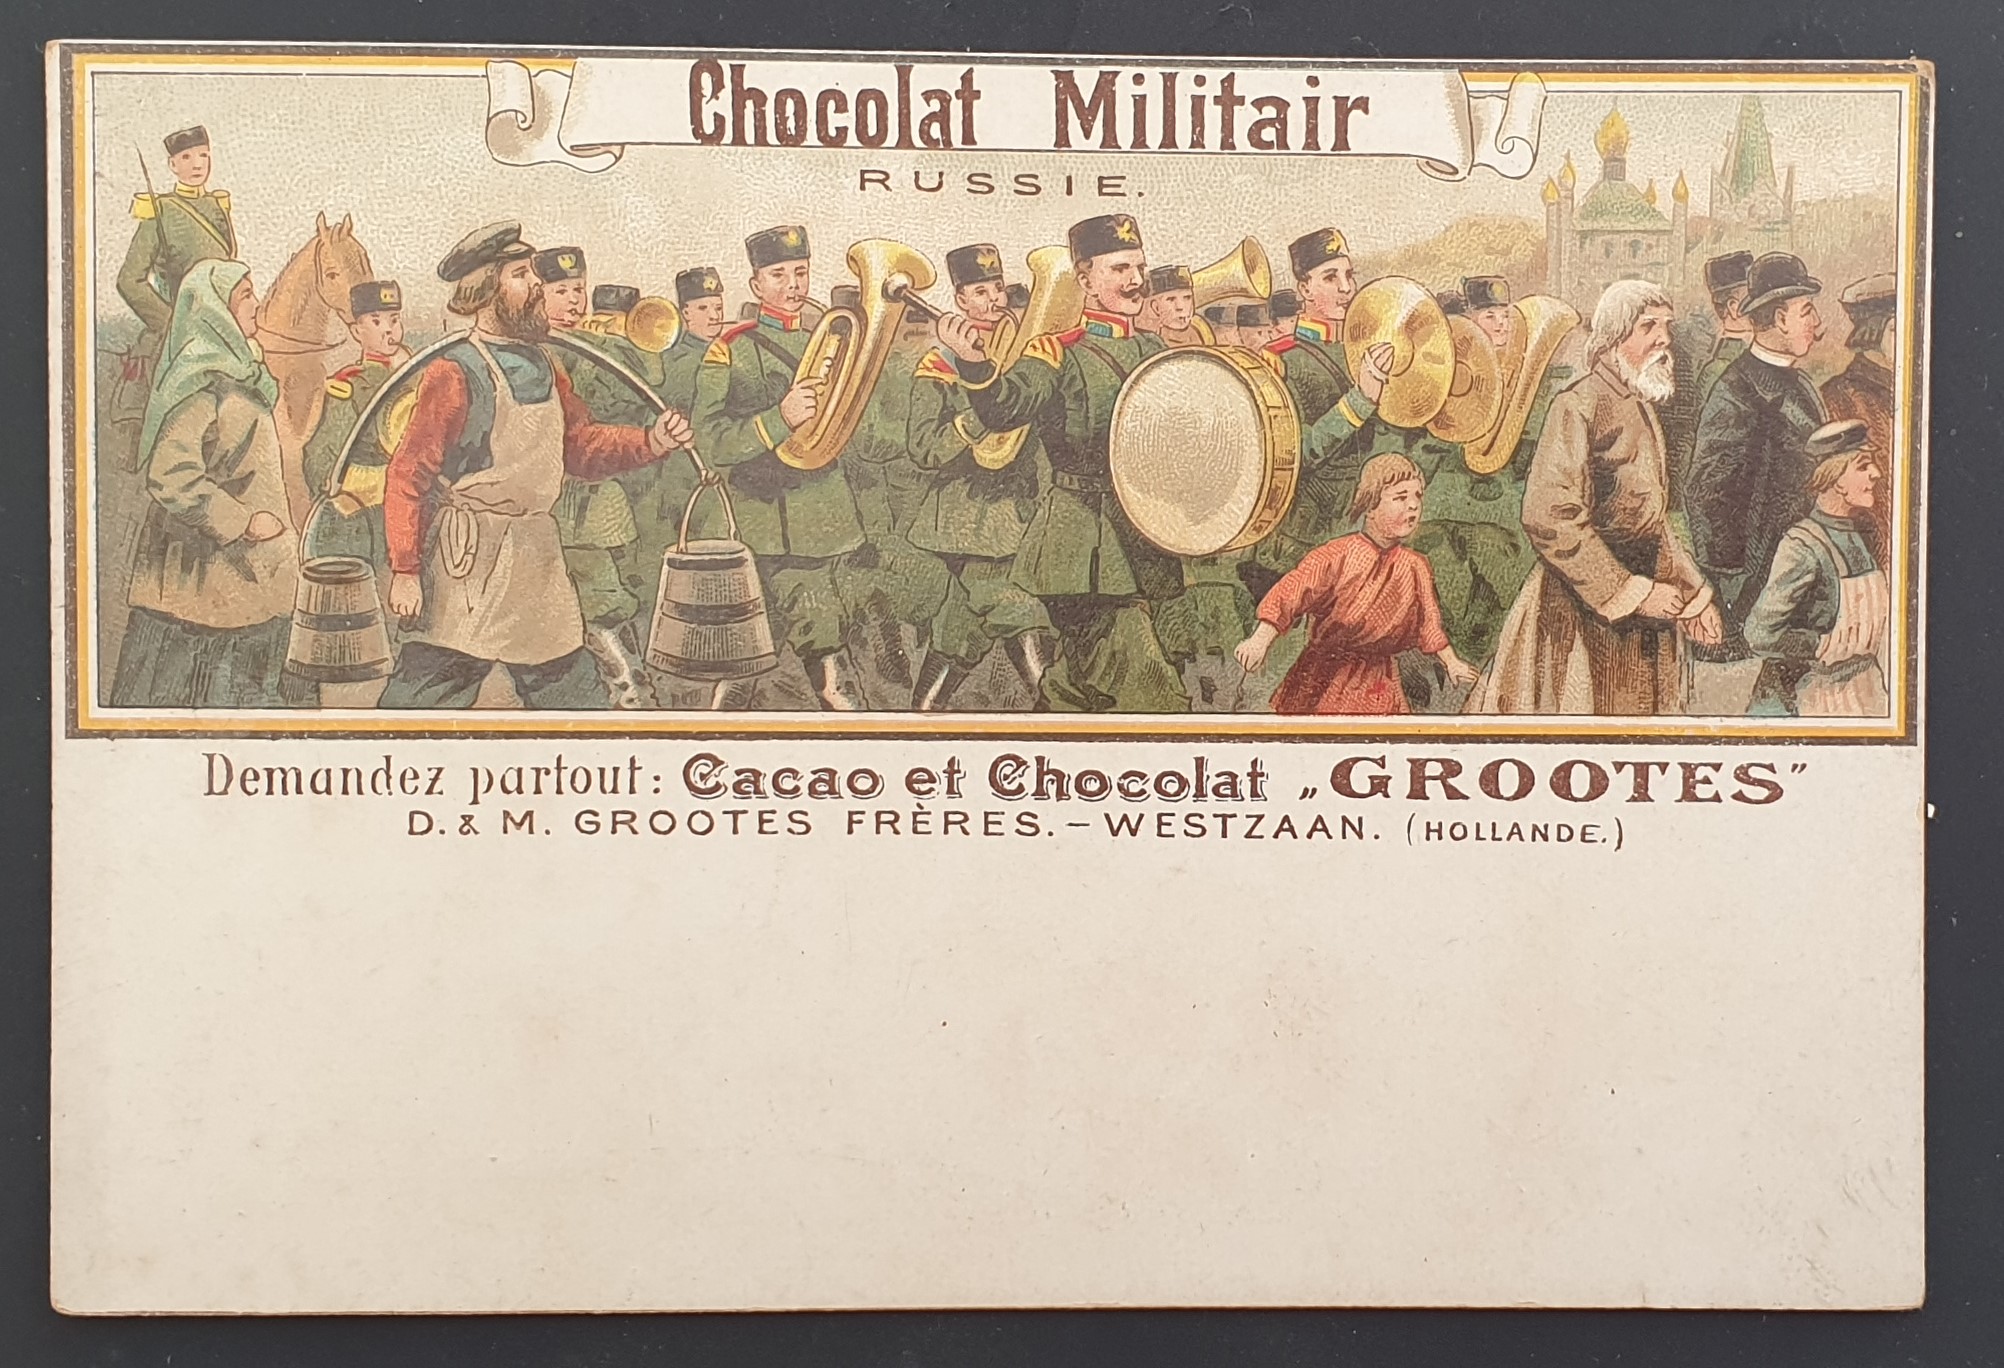 Chocolat Militair
RUSSIE.
Demandez partout: Cacao et Chocolat „GROOTES”
D. & M. GROOTES FRÈRES. – WESTZAAN. (HOLLANDE.)